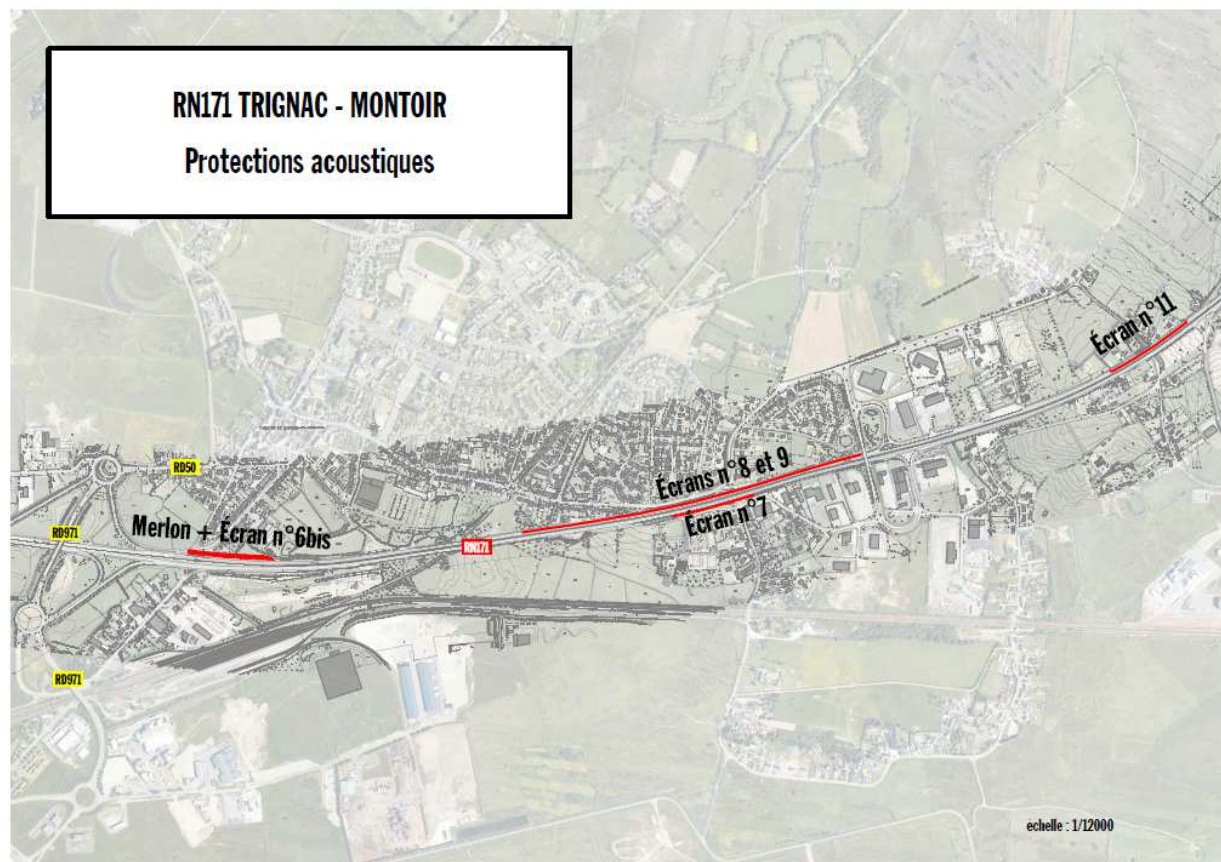 RN171 TRIGNAC - MONTOIR
Protections acoustiques
Écran n°11
Écrans n°8 et 9
RD50
Écran n°7
Merlon + Écran n°6bis
RD971
RN171
RD971
echelle : 1/12000